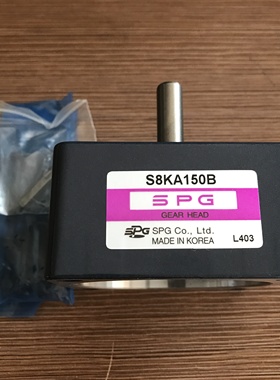 S8KA150B
SPG
GEAR HEAD
SPG SPG Co., Ltd.
MADE IN KOREA L403